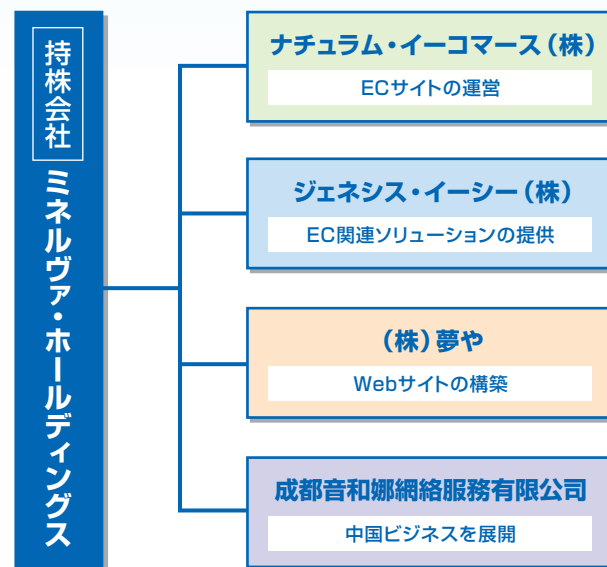 持株会社
ミネルヴァ・ホールディングス
ナチュラム・イーコマース(株)
ECサイトの運営
ジェネシス・イーシー(株)
EC関連ソリューションの提供
(株)夢や
Webサイトの構築
成都音和娜網絡服務有限公司
中国ビジネスを展開